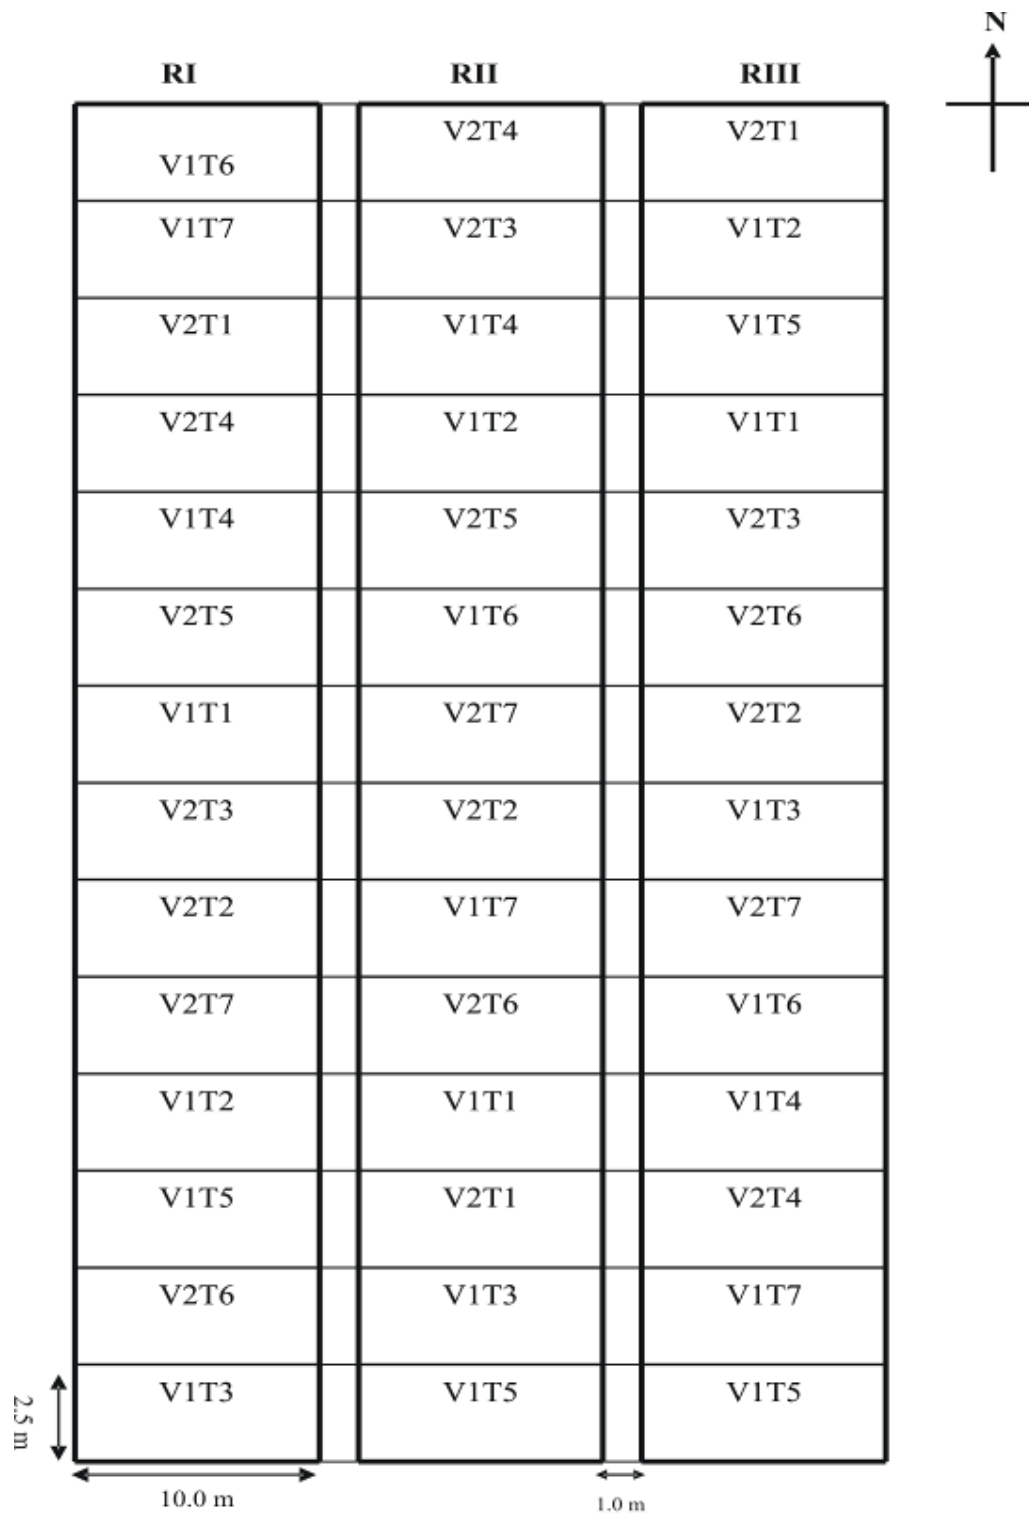 N
RI RII RIII
V1T6 V2T4 V2T1
V1T7 V2T3 V1T2
V2T1 V1T4 V1T5
V2T4 V1T2 V1T1
V1T4 V2T5 V2T3
V2T5 V1T6 V2T6
V1T1 V2T7 V2T2
V2T3 V2T2 V1T3
V2T2 V1T7 V2T7
V2T7 V2T6 V1T6
V1T2 V1T1 V1T4
V1T5 V2T1 V2T4
V2T6 V1T3 V1T7
V1T3 V1T5 V1T5
2.5 m
10.0 m 1.0 m